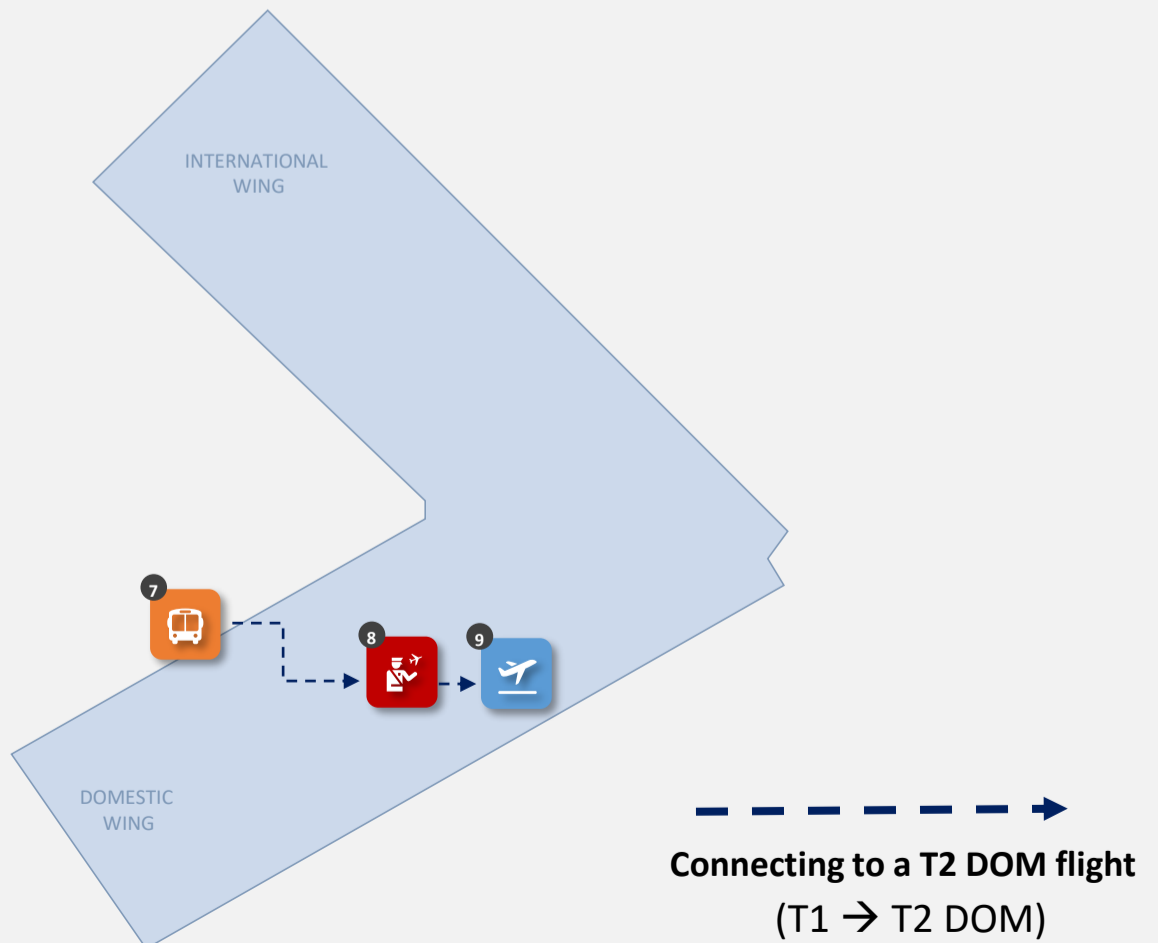 INTERNATIONAL
WING
7
8
9
DOMESTIC
WING
Connecting to a T2 DOM flight
(T1 → T2 DOM)